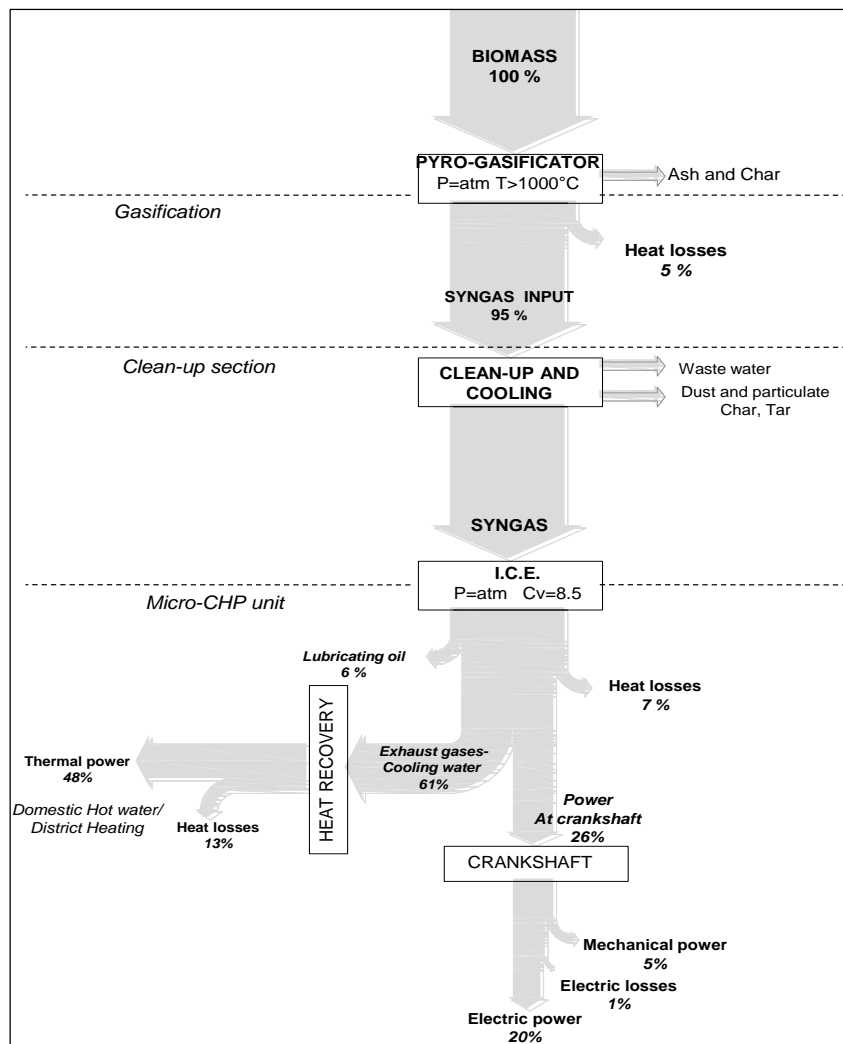 BIOMASS
100 %
PYRO-GASIFICATOR
P=atm T>1000°C
Ash and Char
Gasification
Heat losses
5 %
SYNGAS INPUT
95 %
Clean-up section
CLEAN-UP AND
COOLING
Waste water
Dust and particulate
Char, Tar
SYNGAS
I.C.E.
P=atm Cv=8.5
Micro-CHP unit
Lubricating oil
6 %
Heat losses
7 %
HEAT RECOVERY
Exhaust gases-
Cooling water
61%
Thermal power
48%
Domestic Hot water/
District Heating
Heat losses
13%
Power
At crankshaft
26%
CRANKSHAFT
Mechanical power
5%
Electric losses
1%
Electric power
20%